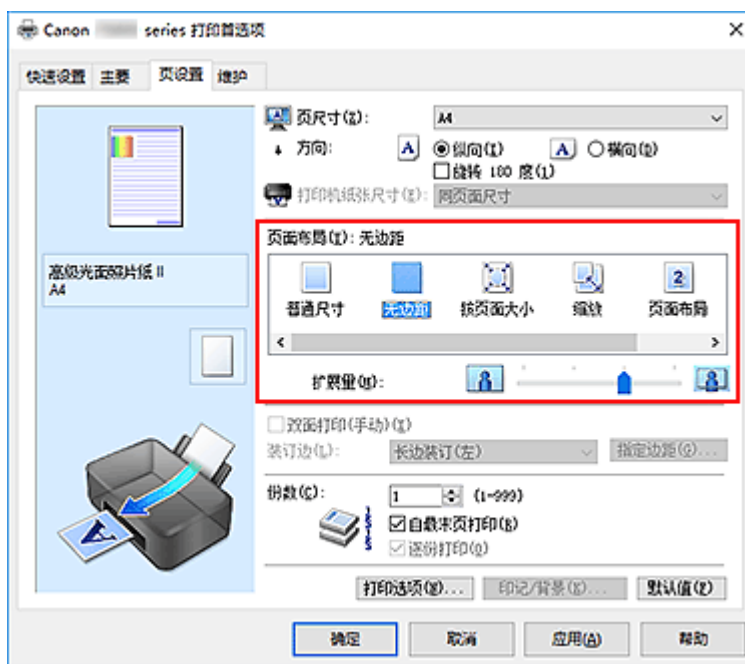 Canon series 打印首选项
快速设置 主要 页设置 维护
页尺寸(Z): A4
方向: A 纵向(T) A 横向(D)
旋转 180 度(1)
打印机纸张尺寸(E): 同页面尺寸
高级光面照片纸 II
A4
页面布局(Y): 无边距
普通尺寸 无边距 按页面大小 缩放 页面布局
扩展量(M):
双面打印(手动)(X)
装订边(L): 长边装订(左) 指定边距(G)...
份数(C): 1 (1-999)
自最末页打印(R)
逐份打印(O)
打印选项(N)... 印记/背景(S)... 默认值(F)
确定 取消 应用(A) 帮助